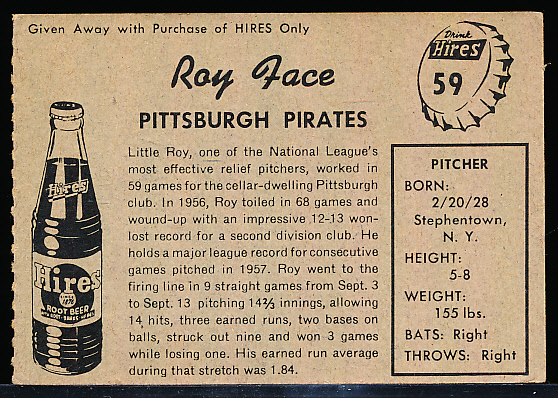 Given Away with Purchase of HIRES Only
Drink
Hires
59
Roy Face
PITTSBURGH PIRATES
Little Roy, one of the National League's
most effective relief pitchers, worked in
59 games for the cellar-dwelling Pittsburgh
club. In 1956, Roy toiled in 68 games and
wound-up with an impressive 12-13 won-
lost record for a second division club. He
holds a major league record for consecutive
games pitched in 1957. Roy went to the
firing line in 9 straight games from Sept. 3
to Sept. 13 pitching 14⅔ innings, allowing
14 hits, three earned runs, two bases on
balls, struck out nine and won 3 games
while losing one. His earned run average
during that stretch was 1.84.
PITCHER
BORN:
2/20/28
Stephentown,
N. Y.
HEIGHT:
5-8
WEIGHT:
155 lbs.
BATS: Right
THROWS: Right
Hires
Hires
SINCE
1876
ROOT BEER